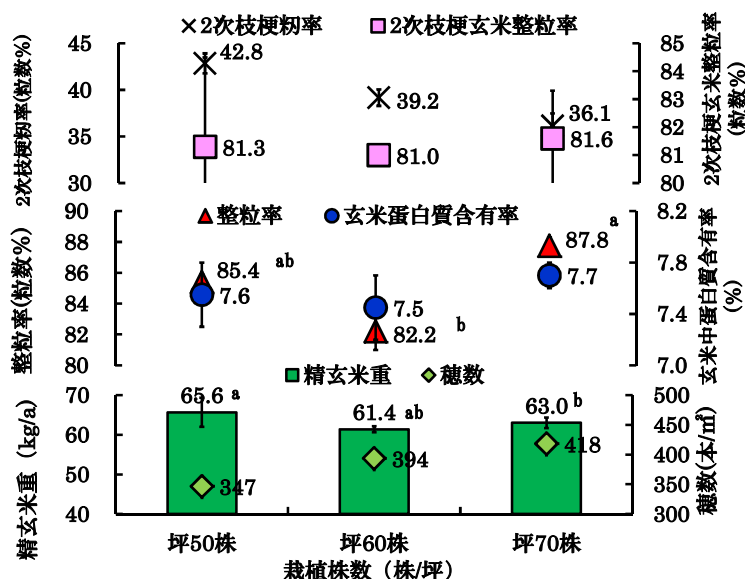 2次枝梗籾率 2次枝梗玄米整粒率
2次枝梗籾率(粒数%)
45
40
35
30
42.8
39.2
36.1
81.3
81.0
81.6
85
84
83
82
81
80
2次枝梗玄米整粒率
(粒数%)
整粒率 玄米蛋白質含有率
整粒率(粒数%)
90
88
86
84
82
80
85.4 ab
7.6
7.5
82.2 b
87.8 a
7.7
8.2
7.8
7.4
7.0
玄米中蛋白質含有率
(%)
精玄米重 穂数
精玄米重（kg/a）
70
60
50
40
65.6 a
61.4 ab
63.0 b
347
394
418
500
450
400
350
300
穂数(本/㎡)
坪50株 坪60株 坪70株
栽植株数（株/坪）